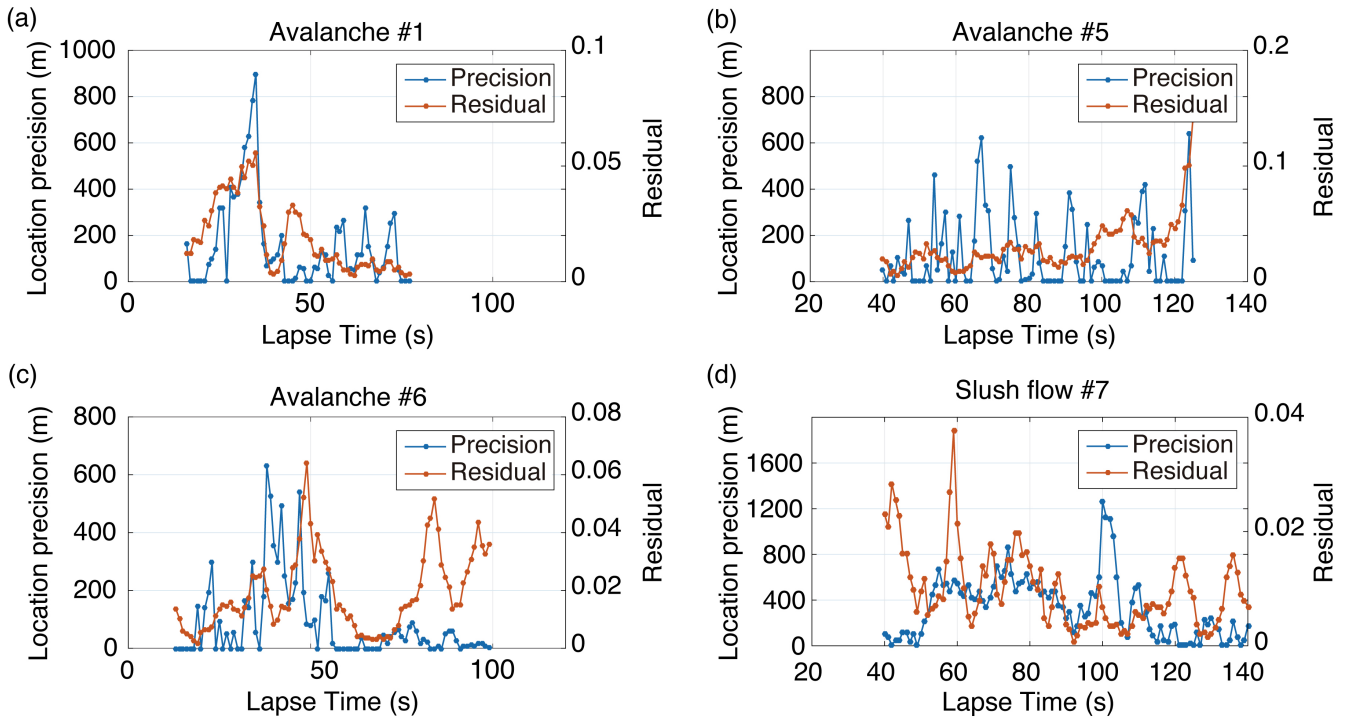 (a)
Avalanche #1
Location precision (m)
1000
800
600
400
200
0
0.1
0.05
0
Residual
Precision
Residual
0
50
100
Lapse Time (s)
(b)
Avalanche #5
Location precision (m)
800
600
400
200
0
0.2
0.1
0
Residual
Precision
Residual
20
40
60
80
100
120
140
Lapse Time (s)
(c)
Avalanche #6
Location precision (m)
800
600
400
200
0
0.08
0.06
0.04
0.02
0
Residual
Precision
Residual
0
50
100
Lapse Time (s)
(d)
Slush flow #7
Location precision (m)
1600
1200
800
400
0
0.04
0.02
0
Residual
Precision
Residual
20
40
60
80
100
120
140
Lapse Time (s)